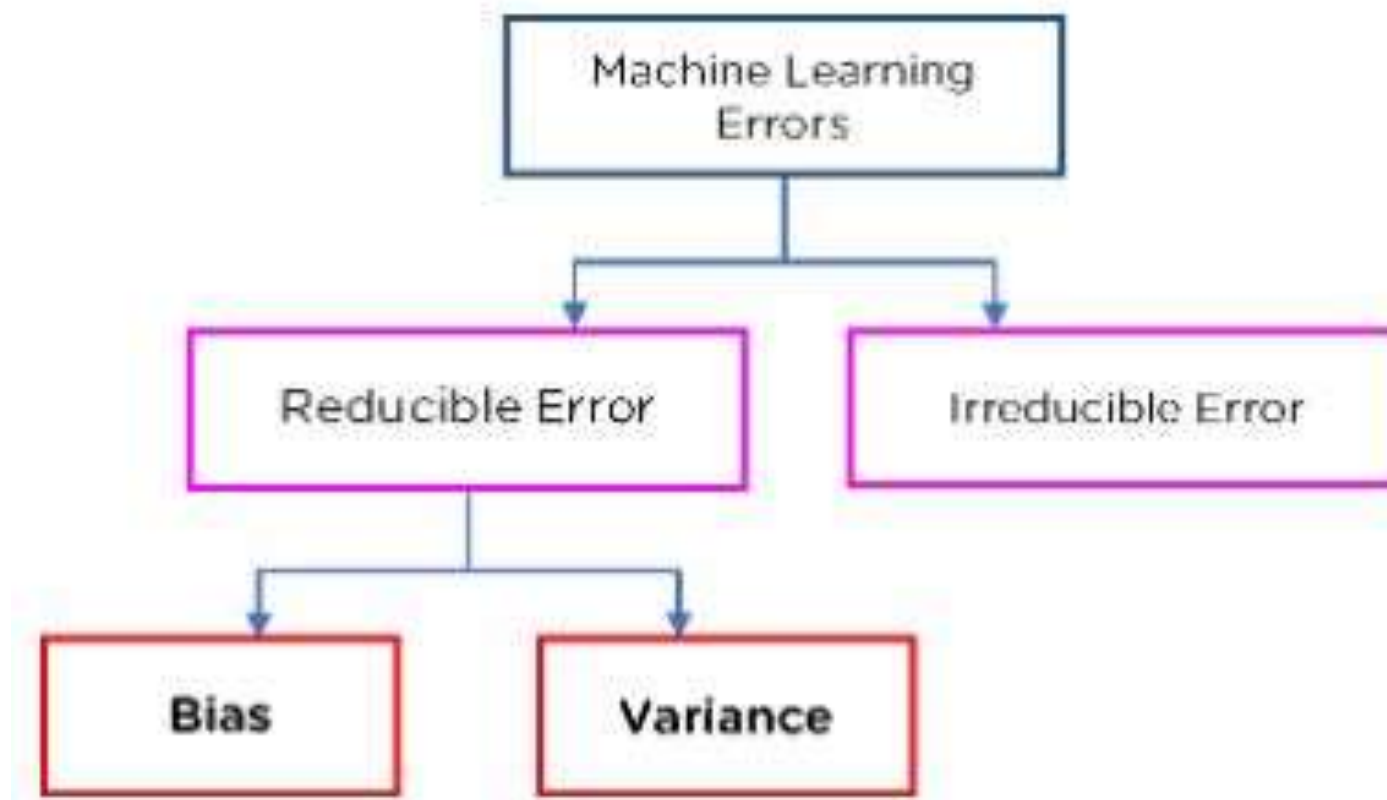 Machine Learning
Errors
Reducible Error
Irreducible Error
Bias
Variance